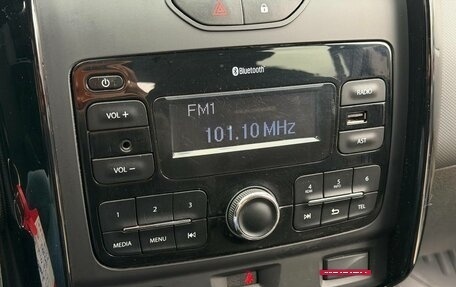 Bluetooth
RADIO
VOL +
FM1
101.10 MHz
AST
VOL −
4 5 6
1 2 3
MEDIA MENU
TEL